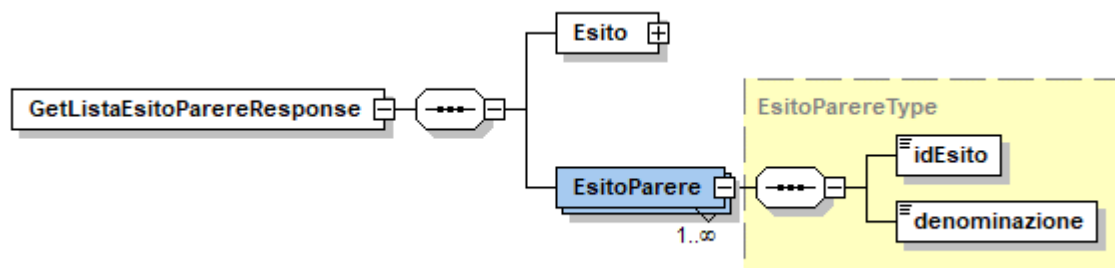 Esito
GetListaEsitoParereResponse
EsitoParereType
idEsito
EsitoParere
denominazione
1..∞